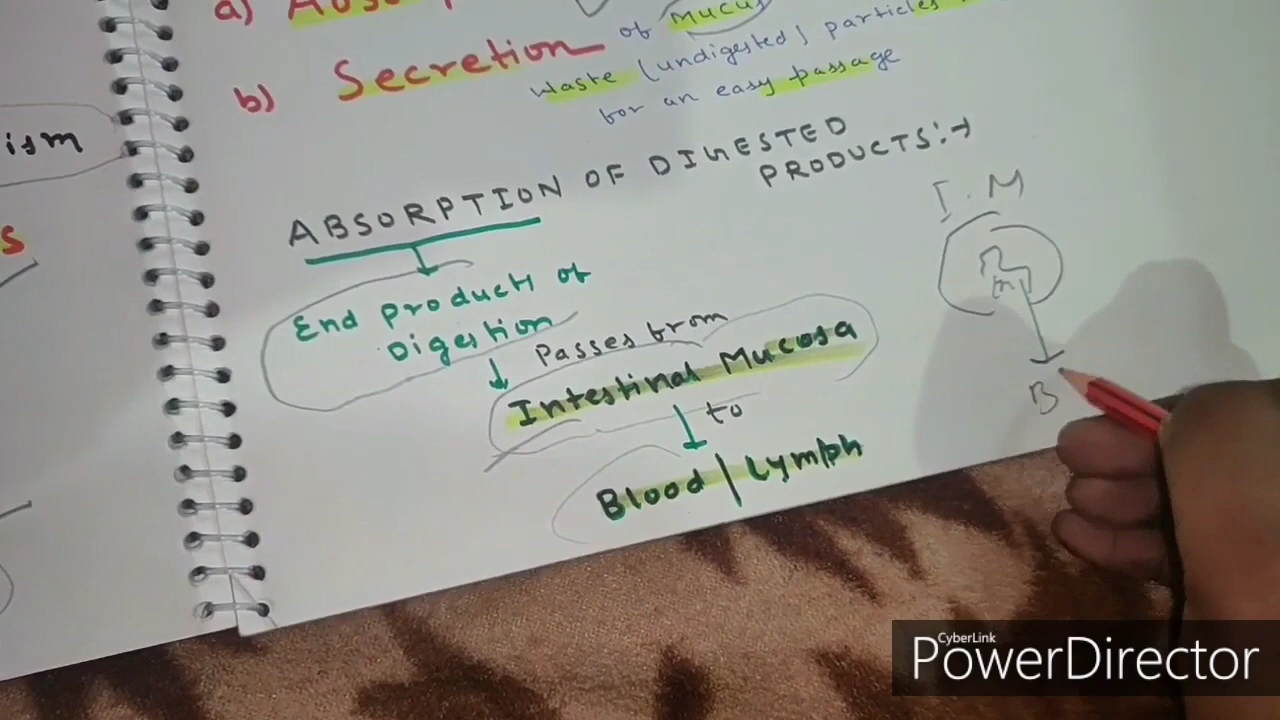 a)
b) Secretion of Mucus
Waste (undigested) particles
for an easy passage
ism
s
ABSORPTION OF DIGESTED
PRODUCTS:→
End products of
Digestion
Passes from
Intestinal Mucosa
to
Blood/Lymph
I.M
B
CyberLink
PowerDirector